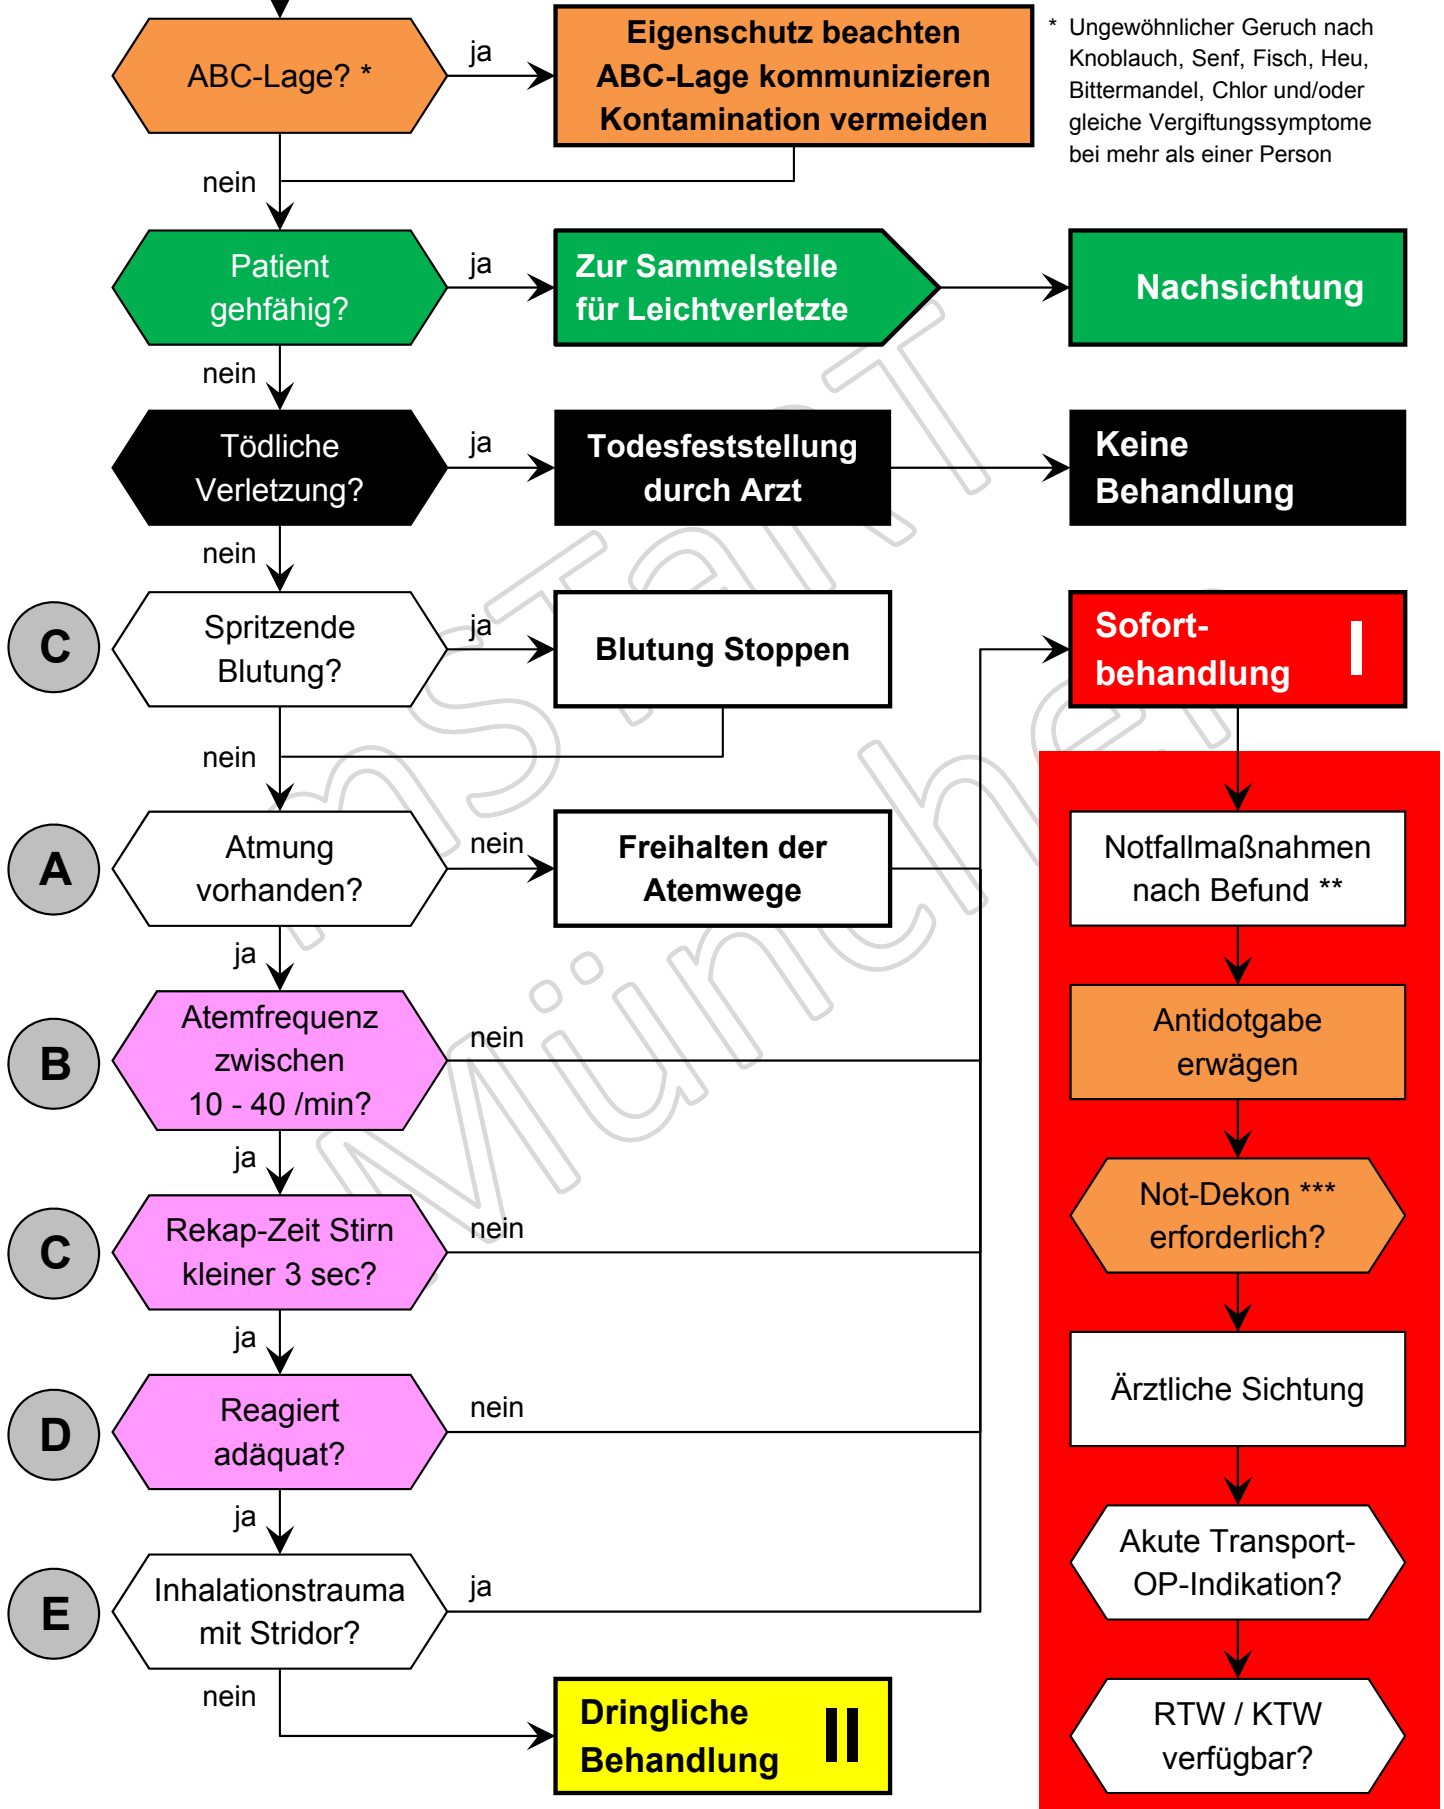 ABC-Lage? *
ja
Eigenschutz beachten
ABC-Lage kommunizieren
Kontamination vermeiden
* Ungewöhnlicher Geruch nach
Knoblauch, Senf, Fisch, Heu,
Bittermandel, Chlor und/oder
gleiche Vergiftungssymptome
bei mehr als einer Person
nein
Patient
gehfähig?
ja
Zur Sammelstelle
für Leichtverletzte
Nachsichtung
nein
Tödliche
Verletzung?
ja
Todesfeststellung
durch Arzt
Keine
Behandlung
nein
C
Spritzende
Blutung?
ja
Blutung Stoppen
Sofort-
behandlung
I
nein
A
Atmung
vorhanden?
nein
Freihalten der
Atemwege
Notfallmaßnahmen
nach Befund **
ja
B
Atemfrequenz
zwischen
10 - 40 /min?
nein
Antidotgabe
erwägen
ja
C
Rekap-Zeit Stirn
kleiner 3 sec?
nein
Not-Dekon ***
erforderlich?
ja
D
Reagiert
adäquat?
nein
Ärztliche Sichtung
ja
E
Inhalationstrauma
mit Stridor?
ja
Akute Transport-
OP-Indikation?
nein
Dringliche
Behandlung
II
RTW / KTW
verfügbar?
mSTaRT
München